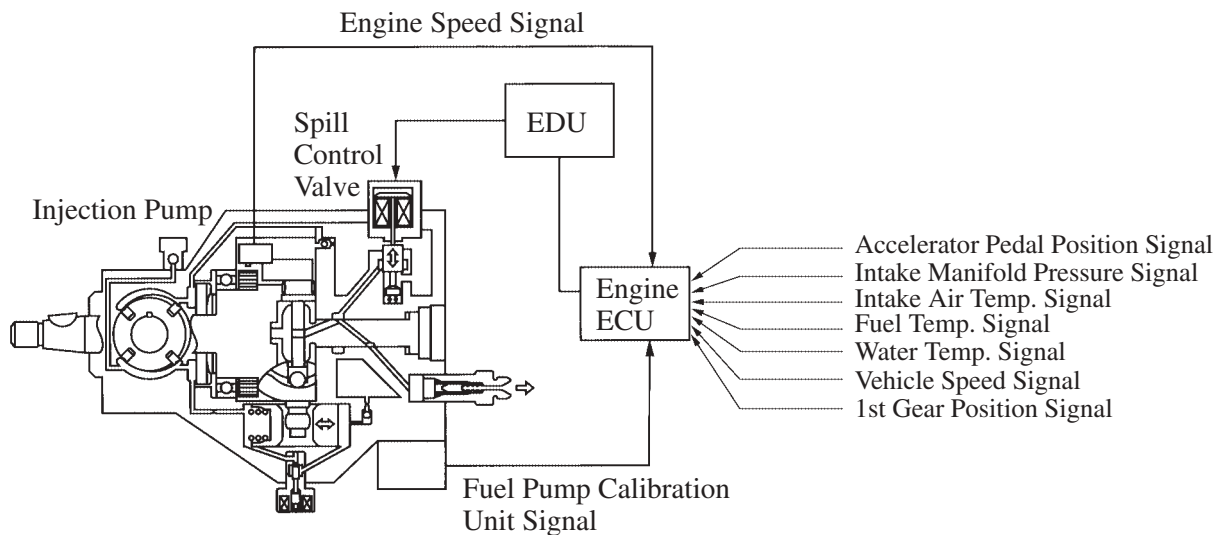 Engine Speed Signal
EDU
Spill
Control
Valve
Injection Pump
Engine
ECU
Accelerator Pedal Position Signal
Intake Manifold Pressure Signal
Intake Air Temp. Signal
Fuel Temp. Signal
Water Temp. Signal
Vehicle Speed Signal
1st Gear Position Signal
Fuel Pump Calibration
Unit Signal